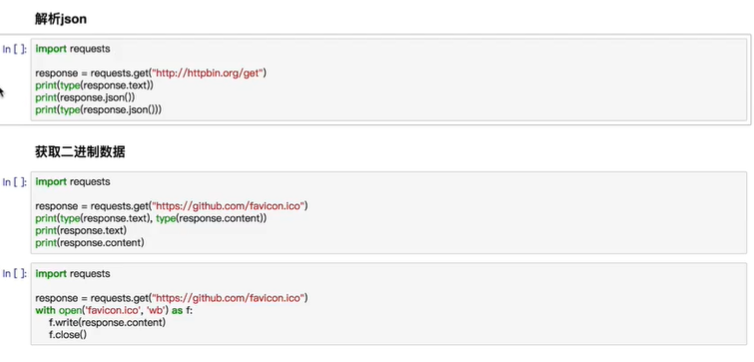 解析json
In [ ]: import requests
response = requests.get("http://httpbin.org/get")
print(type(response.text))
print(response.json())
print(type(response.json()))
获取二进制数据
In [ ]: import requests
response = requests.get("https://github.com/favicon.ico")
print(type(response.text), type(response.content))
print(response.text)
print(response.content)
In [ ]: import requests
response = requests.get("https://github.com/favicon.ico")
with open('favicon.ico', 'wb') as f:
    f.write(response.content)
    f.close()